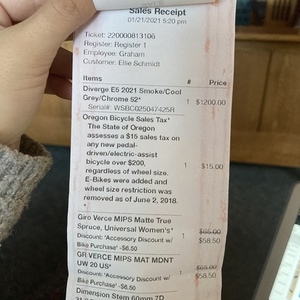 Sales Receipt
01/21/2021 5:20 pm
Ticket: 220000813106
Register: Register 1
Employee: Graham
Customer: Ellie Schmidt
Items # Price
Diverge E5 2021 Smoke/Cool
Grey/Chrome 52* 1 $1200.00
Serial#: WSBC025047425R
Oregon Bicycle Sales Tax*
The State of Oregon
assesses a $15 sales tax on
any new pedal-
driven/electric-assist
bicycle over $200, 1 $15.00
regardless of wheel size.
E-Bikes were added and
wheel size restriction was
removed as of June 2, 2018.
*
Giro Verce MIPS Matte True
Spruce, Universal Women's* 1 $65.00
Discount: 'Accessory Discount w/ $58.50
Bike Purchase' -$6.50
GR VERCE MIPS MAT MDNT
UW 20 US* 1 $65.00
Discount: 'Accessory Discount w/ $58.50
Bike Purchase' -$6.50
Dimension Stem 60mm 7D